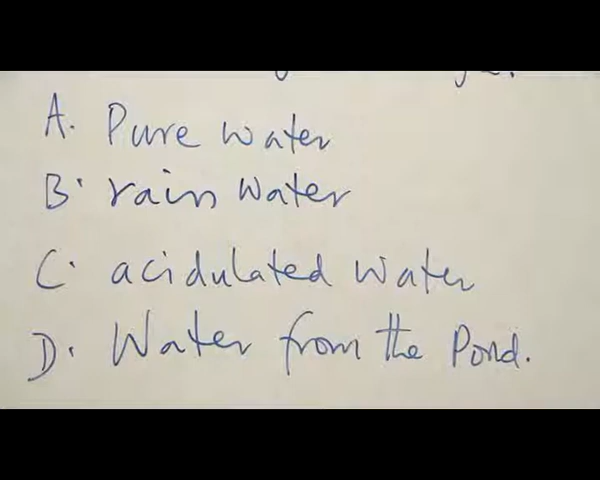 A. Pure water
B. rain water
C. acidulated water
D. Water from the Pond.